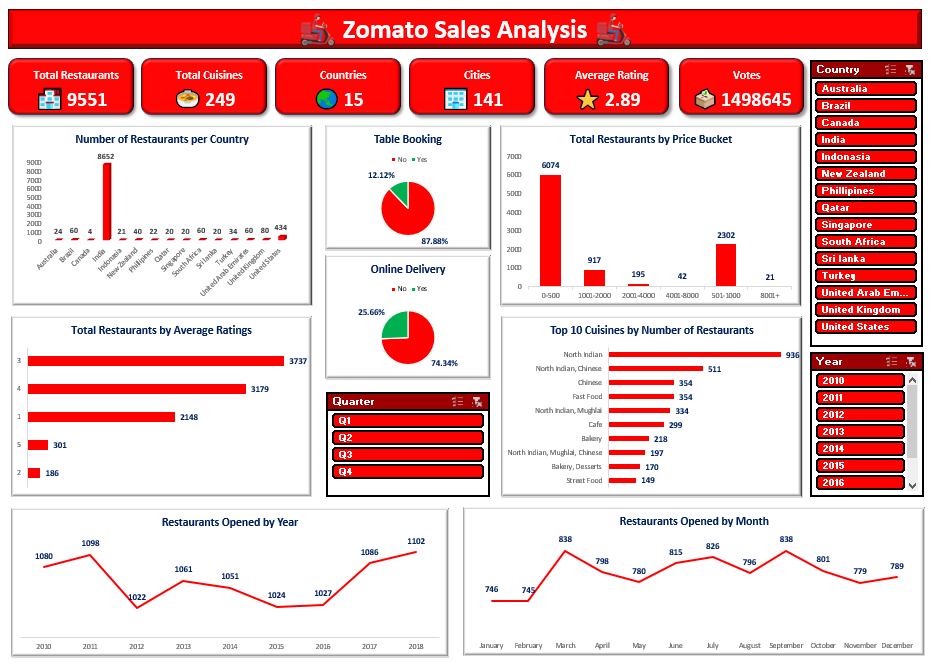 Zomato Sales Analysis
Total Restaurants
9551
Total Cuisines
249
Countries
15
Cities
141
Average Rating
2.89
Votes
1498645
Number of Restaurants per Country
9000
8000
7000
6000
5000
4000
3000
2000
1000
0
24 60 4 8652 21 40 22 20 20 60 20 34 60 80 434
Australia
Brazil
Canada
India
Indonasia
New Zealand
Phillipines
Qatar
Singapore
South Africa
Sri lanka
Turkey
United Arab Emirates
United Kingdom
United States
Table Booking
No Yes
12.12%
87.88%
Online Delivery
No Yes
25.66%
74.34%
Total Restaurants by Price Bucket
7000
6000
5000
4000
3000
2000
1000
0
6074 917 195 42 2302 21
0-500 1001-2000 2001-4000 4001-8000 501-1000 8001+
Country
Australia
Brazil
Canada
India
Indonasia
New Zealand
Phillipines
Qatar
Singapore
South Africa
Sri lanka
Turkey
United Arab Em...
United Kingdom
United States
Total Restaurants by Average Ratings
3 3737
4 3179
1 2148
5 301
2 186
Quarter
Q1
Q2
Q3
Q4
Top 10 Cuisines by Number of Restaurants
North Indian 936
North Indian, Chinese 511
Chinese 354
Fast Food 354
North Indian, Mughlai 334
Cafe 299
Bakery 218
North Indian, Mughlai, Chinese 197
Bakery, Desserts 170
Street Food 149
Year
2010
2011
2012
2013
2014
2015
2016
Restaurants Opened by Year
1080 1098 1022 1061 1051 1024 1027 1086 1102
2010 2011 2012 2013 2014 2015 2016 2017 2018
Restaurants Opened by Month
746 745 838 798 780 815 826 796 838 801 779 789
January February March April May June July August September October November December